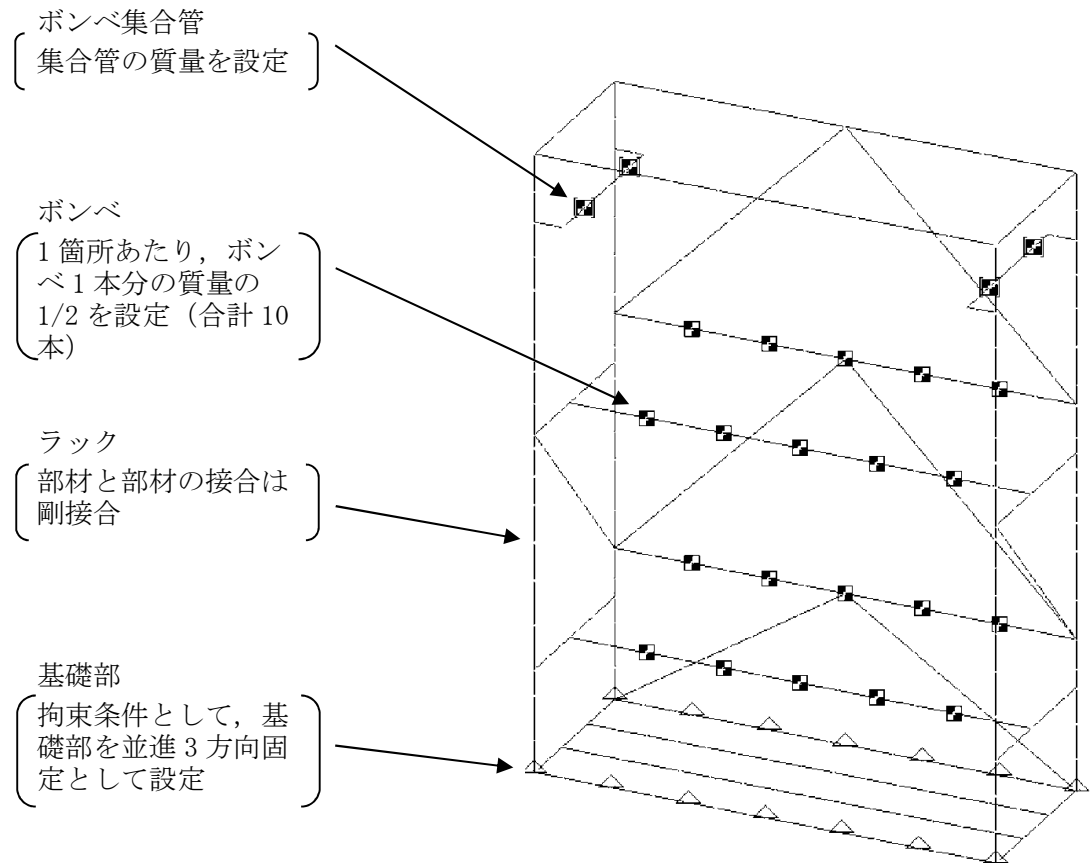 ボンベ集合管
集合管の質量を設定
ボンベ
1 箇所あたり，ボン
ベ 1 本分の質量の
1/2 を設定（合計 10
本）
ラック
部材と部材の接合は
剛接合
基礎部
拘束条件として，基
礎部を並進 3 方向固
定として設定